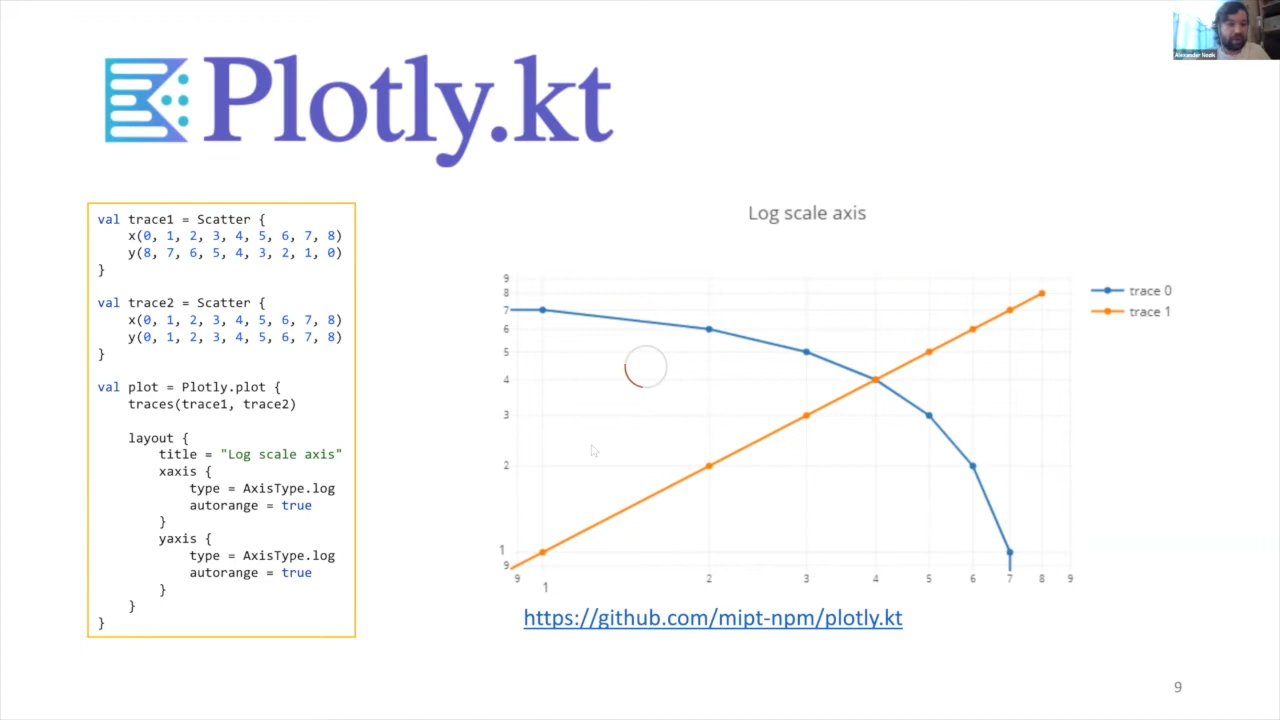 Alexander Nozik
Plotly.kt
val trace1 = Scatter {
x(0, 1, 2, 3, 4, 5, 6, 7, 8)
y(8, 7, 6, 5, 4, 3, 2, 1, 0)
}
val trace2 = Scatter {
x(0, 1, 2, 3, 4, 5, 6, 7, 8)
y(0, 1, 2, 3, 4, 5, 6, 7, 8)
}
val plot = Plotly.plot {
traces(trace1, trace2)
layout {
title = "Log scale axis"
xaxis {
type = AxisType.log
autorange = true
}
yaxis {
type = AxisType.log
autorange = true
}
}
}
Log scale axis
9
8
7
6
5
4
3
2
1
9
9 1 2 3 4 5 6 7 8 9
trace 0
trace 1
https://github.com/mipt-npm/plotly.kt
9